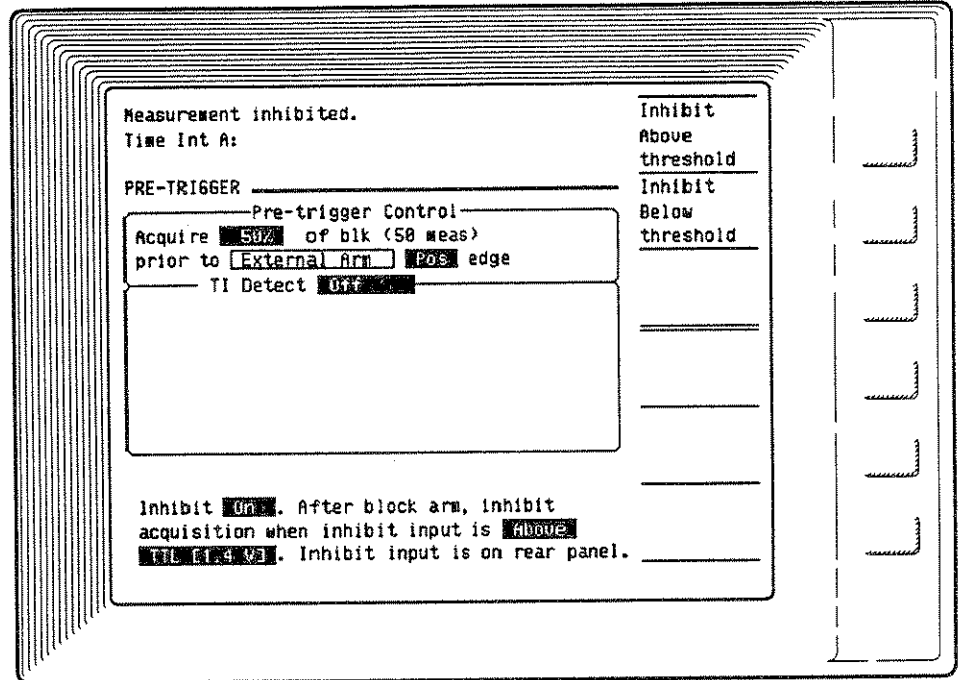 Measurement inhibited.
Time Int A:
PRE-TRIGGER
Pre-trigger Control
Acquire 50% of blk (50 meas)
prior to External Arm Pos edge
TI Detect Off
Inhibit On. After block arm, inhibit
acquisition when inhibit input is Above
TTL [1.4 V]. Inhibit input is on rear panel.
Inhibit
Above
threshold
Inhibit
Below
threshold